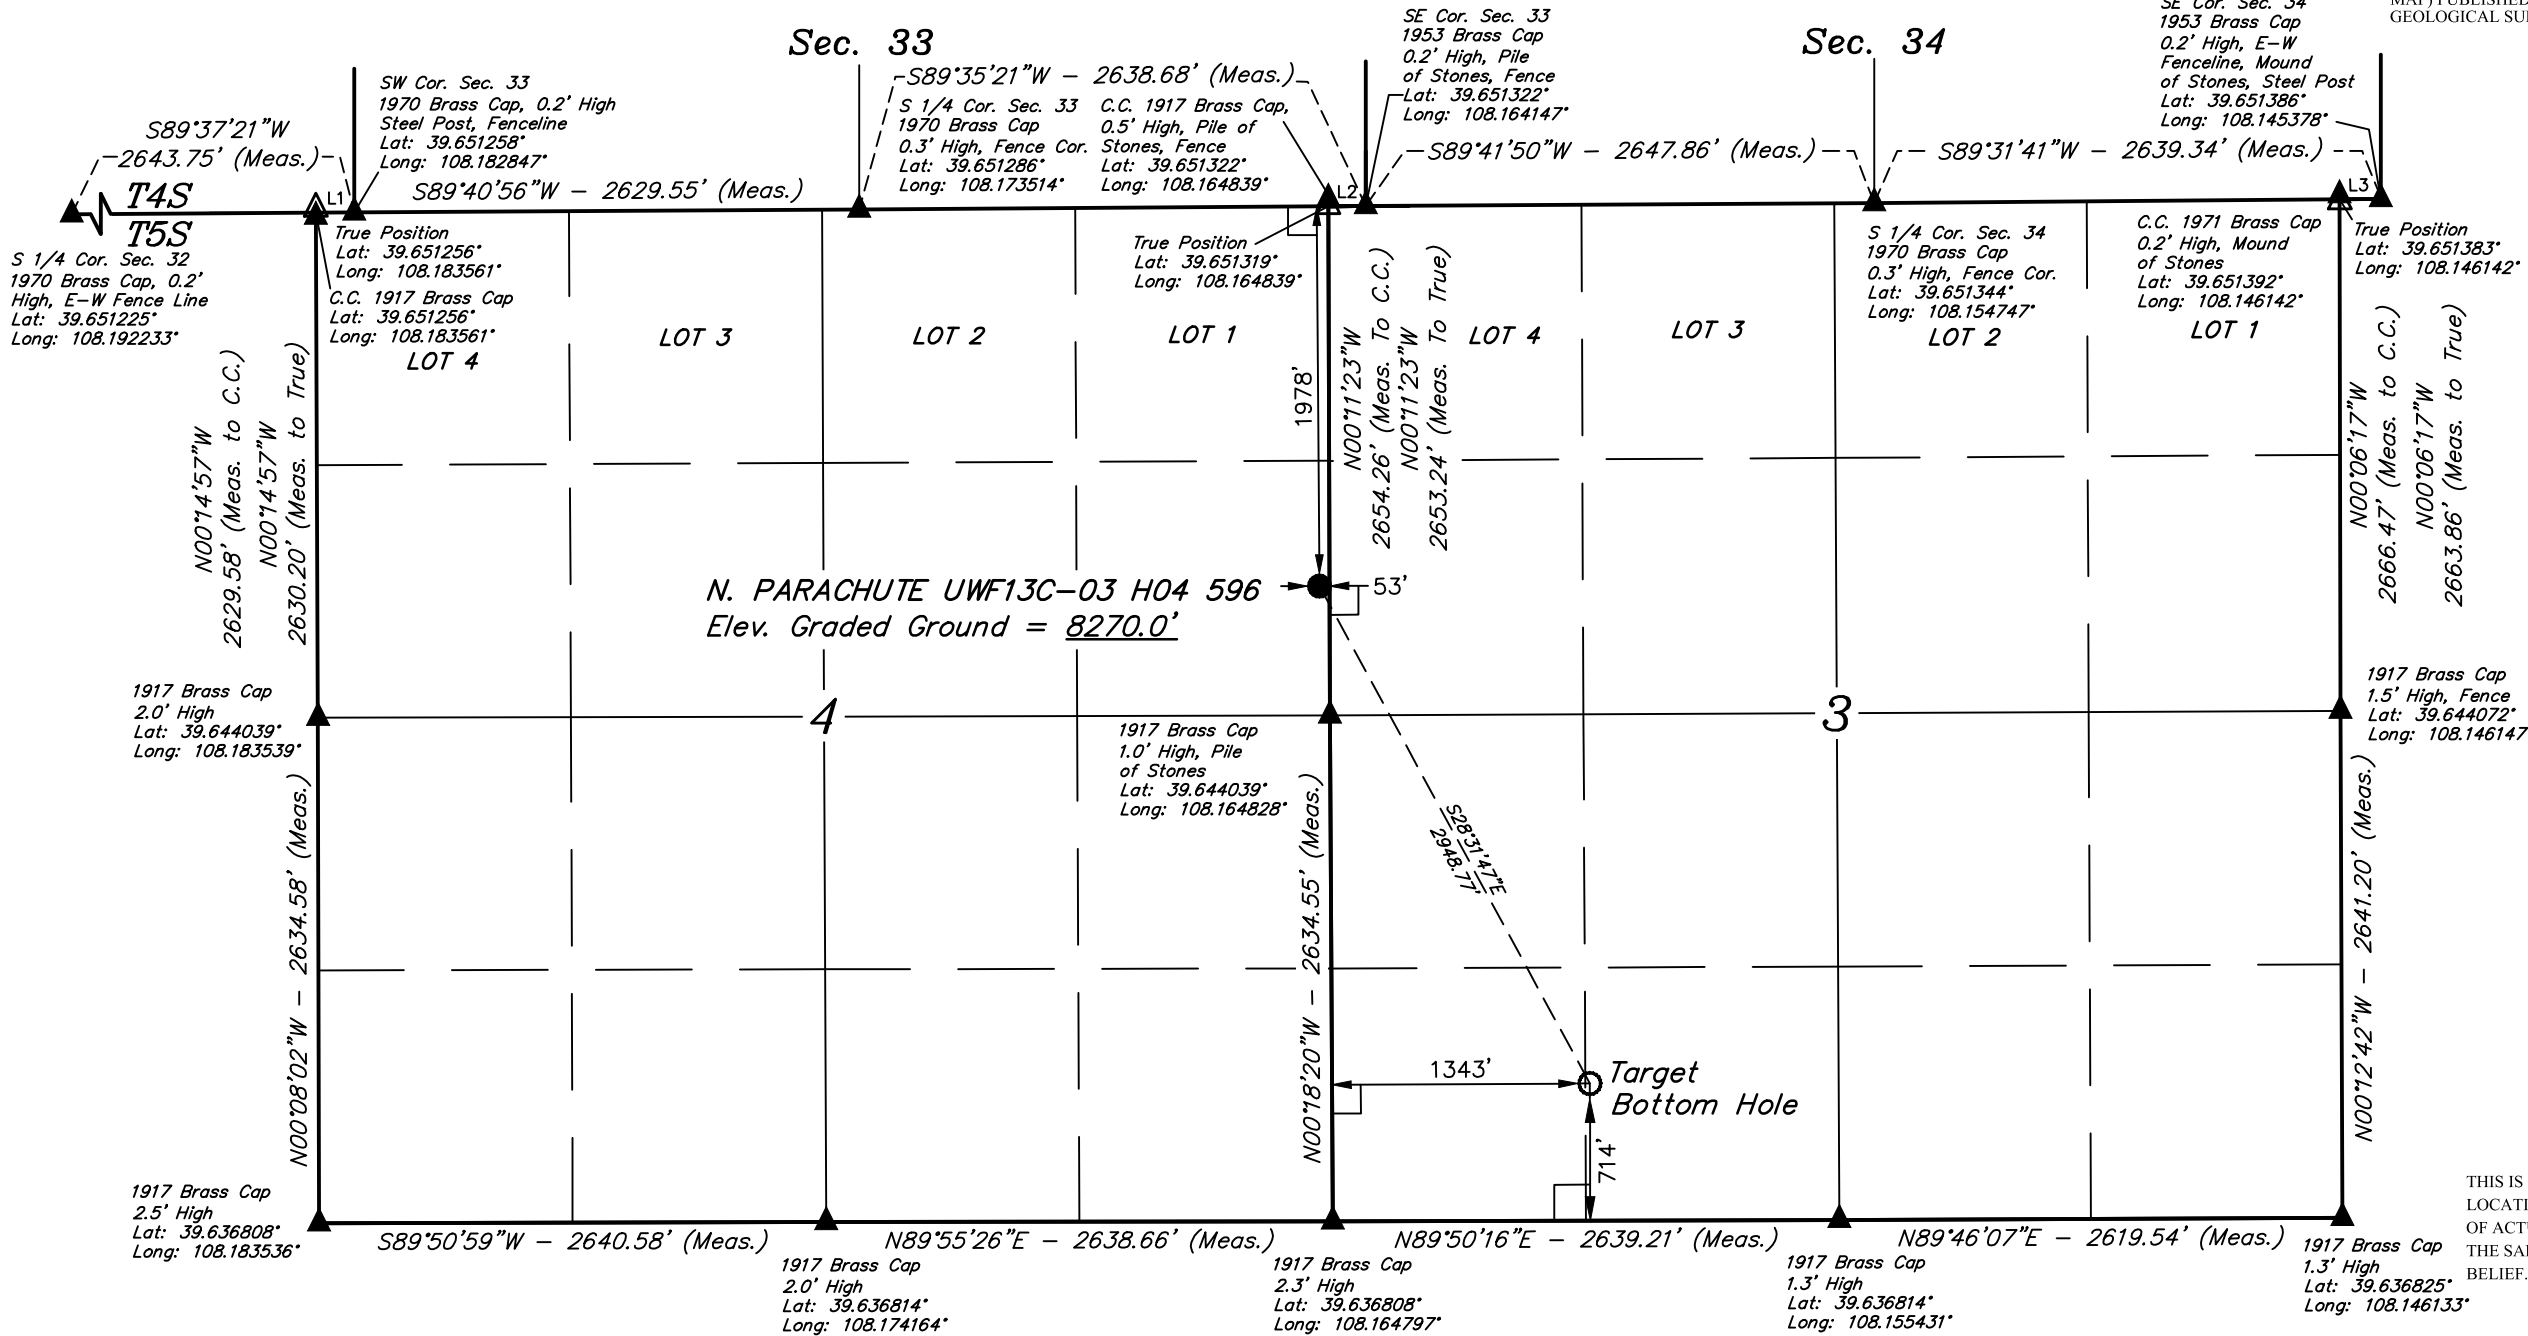 MAP) PUBLISHED
GEOLOGICAL SU
Sec. 33
Sec. 34
SE Cor. Sec. 33
1953 Brass Cap
0.2' High, Pile
of Stones, Fence
Lat: 39.651322°
Long: 108.164147°
SE Cor. Sec. 34
1953 Brass Cap
0.2' High, E-W
Fenceline, Mound
of Stones, Steel Post
Lat: 39.651386°
Long: 108.145378°
SW Cor. Sec. 33
1970 Brass Cap, 0.2' High
Steel Post, Fenceline
Lat: 39.651258°
Long: 108.182847°
S89°35'21"W - 2638.68' (Meas.)
S 1/4 Cor. Sec. 33
1970 Brass Cap
0.3' High, Fence Cor.
Lat: 39.651286°
Long: 108.173514°
C.C. 1917 Brass Cap,
0.5' High, Pile of
Stones, Fence
Lat: 39.651322°
Long: 108.164839°
S89°37'21"W
2643.75' (Meas.)
S89°40'56"W - 2629.55' (Meas.)
S89°41'50"W - 2647.86' (Meas.)
S89°31'41"W - 2639.34' (Meas.)
T4S
T5S
L1
L2
L3
S 1/4 Cor. Sec. 32
1970 Brass Cap, 0.2'
High, E-W Fence Line
Lat: 39.651225°
Long: 108.192233°
True Position
Lat: 39.651256°
Long: 108.183561°
C.C. 1917 Brass Cap
Lat: 39.651256°
Long: 108.183561°
True Position
Lat: 39.651319°
Long: 108.164839°
S 1/4 Cor. Sec. 34
1970 Brass Cap
0.3' High, Fence Cor.
Lat: 39.651344°
Long: 108.154747°
C.C. 1971 Brass Cap
0.2' High, Mound
of Stones
Lat: 39.651392°
Long: 108.146142°
True Position
Lat: 39.651383°
Long: 108.146142°
LOT 4
LOT 3
LOT 2
LOT 1
LOT 4
LOT 3
LOT 2
LOT 1
N00°14'57"W
2629.58' (Meas. to C.C.)
N00°14'57"W
2630.20' (Meas. to True)
1978'
N00°11'23"W
2654.26' (Meas. To C.C.)
N00°11'23"W
2653.24' (Meas. To True)
N00°06'17"W
2666.47' (Meas. to C.C.)
N00°06'17"W
2663.86' (Meas. to True)
N. PARACHUTE UWF13C-03 H04 596
Elev. Graded Ground = 8270.0'
53'
1917 Brass Cap
2.0' High
Lat: 39.644039°
Long: 108.183539°
4
1917 Brass Cap
1.0' High, Pile
of Stones
Lat: 39.644039°
Long: 108.164828°
3
1917 Brass Cap
1.5' High, Fence
Lat: 39.644072°
Long: 108.146147
N00°08'02"W - 2634.58' (Meas.)
N00°18'20"W - 2634.55' (Meas.)
S28°31'47"E
2948.77'
N00°12'42"W - 2641.20' (Meas.)
1343'
Target
Bottom Hole
714'
1917 Brass Cap
2.5' High
Lat: 39.636808°
Long: 108.183536°
S89°50'59"W - 2640.58' (Meas.)
N89°55'26"E - 2638.66' (Meas.)
N89°50'16"E - 2639.21' (Meas.)
N89°46'07"E - 2619.54' (Meas.)
1917 Brass Cap
2.0' High
Lat: 39.636814°
Long: 108.174164°
1917 Brass Cap
2.3' High
Lat: 39.636808°
Long: 108.164797°
1917 Brass Cap
1.3' High
Lat: 39.636814°
Long: 108.155431°
1917 Brass Cap
1.3' High
Lat: 39.636825°
Long: 108.146133°
THIS IS
LOCATI
OF ACT
THE SA
BELIEF.